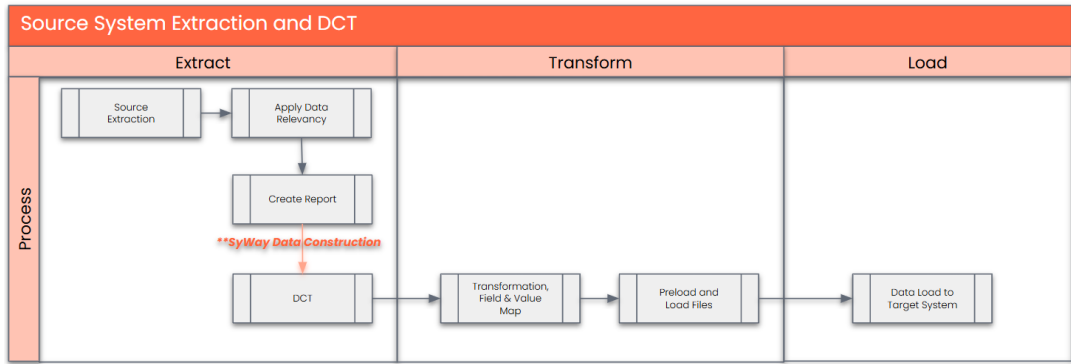 Source System Extraction and DCT
Extract
Transform
Load
Process
Source
Extraction
Apply Data
Relevancy
Create Report
**SyWay Data Construction
DCT
Transformation,
Field & Value
Map
Preload and
Load Files
Data Load to
Target System